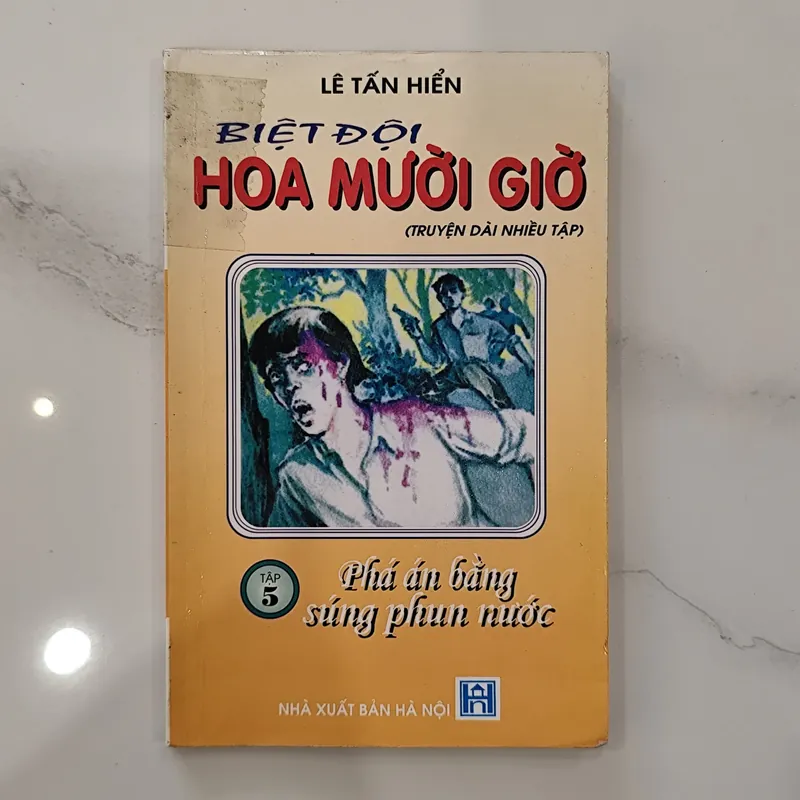 LÊ TẤN HIỂN
BIỆT ĐỘI
HOA MƯỜI GIỜ
(TRUYỆN DÀI NHIỀU TẬP)
TẬP
5
Phá án bằng
súng phun nước
NHÀ XUẤT BẢN HÀ NỘI